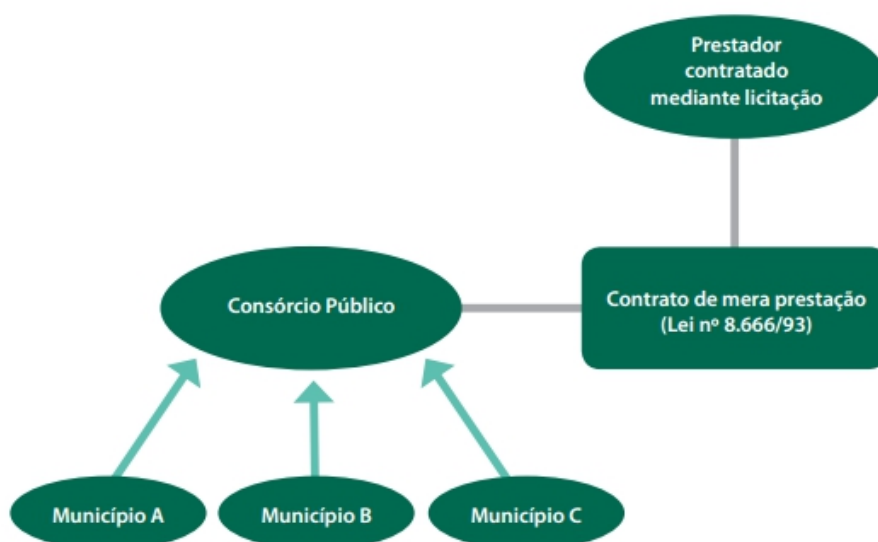 Prestador
contratado
mediante licitação
Consórcio Público
Contrato de mera prestação
(Lei nº 8.666/93)
Município A
Município B
Município C